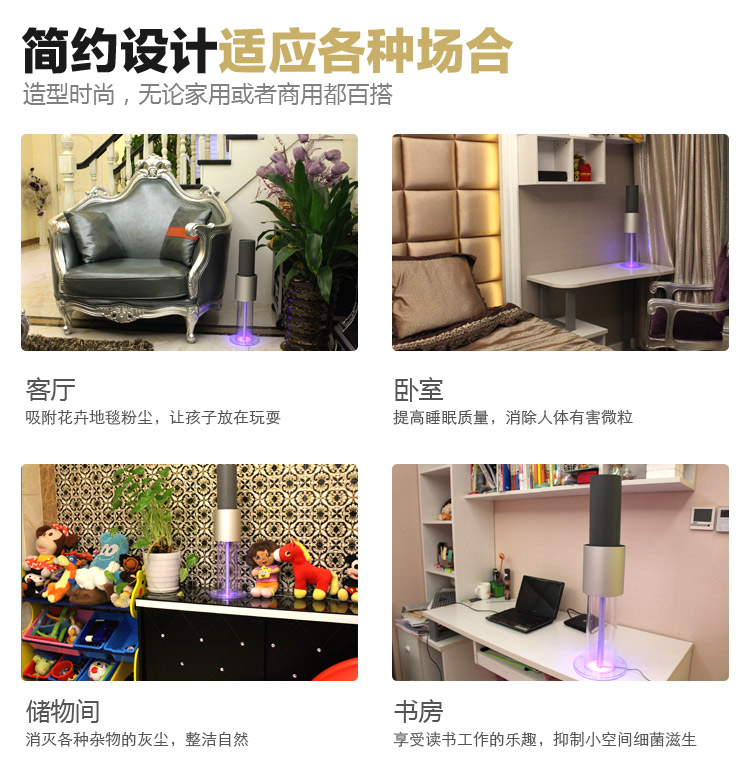 简约设计适应各种场合
造型时尚，无论家用或者商用都百搭
客厅
吸附花卉地毯粉尘，让孩子放在玩耍
卧室
提高睡眠质量，消除人体有害微粒
储物间
消灭各种杂物的灰尘，整洁自然
书房
享受读书工作的乐趣，抑制小空间细菌滋生